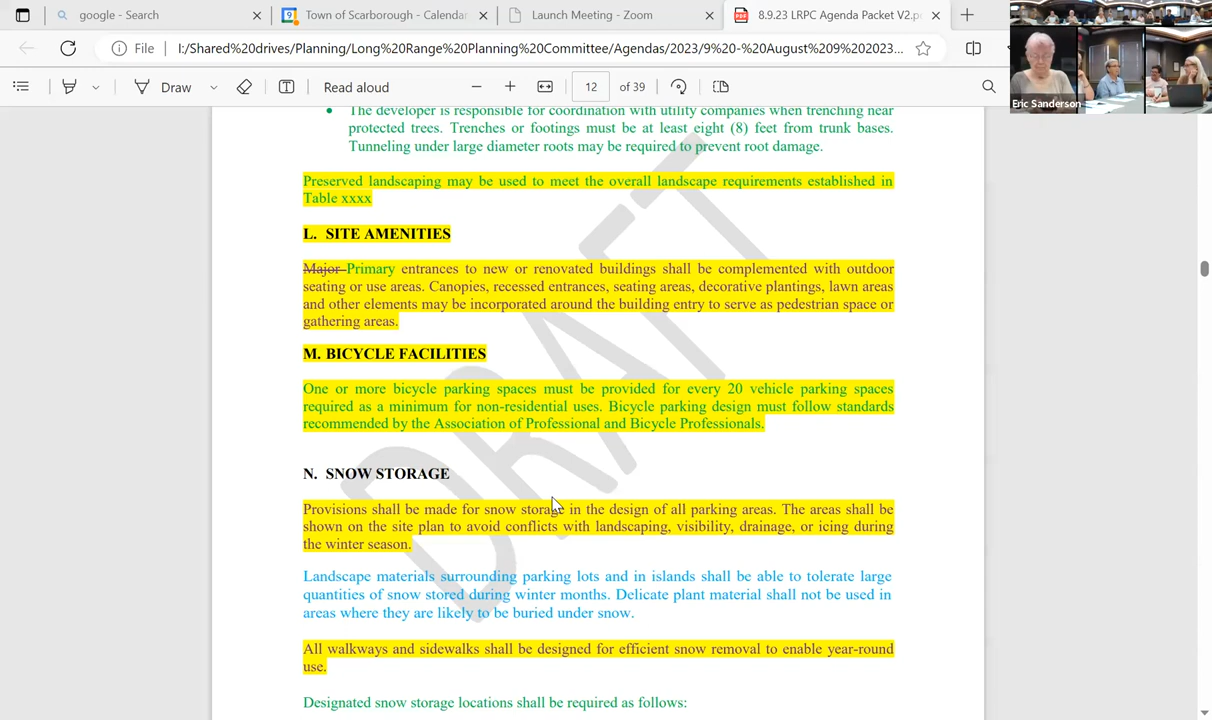 google - Search
Town of Scarborough - Calendar
Launch Meeting - Zoom
8.9.23 LRPC Agenda Packet V2.p
File
I:/Shared%20drives/Planning/Long%20Range%20Planning%20Committee/Agendas/2023/9%20-%20August%209%202023...
Draw
Read aloud
12 of 39
Eric Sanderson
The developer is responsible for coordination with utility companies when trenching near
protected trees. Trenches or footings must be at least eight (8) feet from trunk bases.
Tunneling under large diameter roots may be required to prevent root damage.
Preserved landscaping may be used to meet the overall landscape requirements established in
Table xxxx
L. SITE AMENITIES
Major Primary entrances to new or renovated buildings shall be complemented with outdoor
seating or use areas. Canopies, recessed entrances, seating areas, decorative plantings, lawn areas
and other elements may be incorporated around the building entry to serve as pedestrian space or
gathering areas.
M. BICYCLE FACILITIES
One or more bicycle parking spaces must be provided for every 20 vehicle parking spaces
required as a minimum for non-residential uses. Bicycle parking design must follow standards
recommended by the Association of Professional and Bicycle Professionals.
N. SNOW STORAGE
Provisions shall be made for snow storage in the design of all parking areas. The areas shall be
shown on the site plan to avoid conflicts with landscaping, visibility, drainage, or icing during
the winter season.
Landscape materials surrounding parking lots and in islands shall be able to tolerate large
quantities of snow stored during winter months. Delicate plant material shall not be used in
areas where they are likely to be buried under snow.
All walkways and sidewalks shall be designed for efficient snow removal to enable year-round
use.
Designated snow storage locations shall be required as follows:
DRAFT